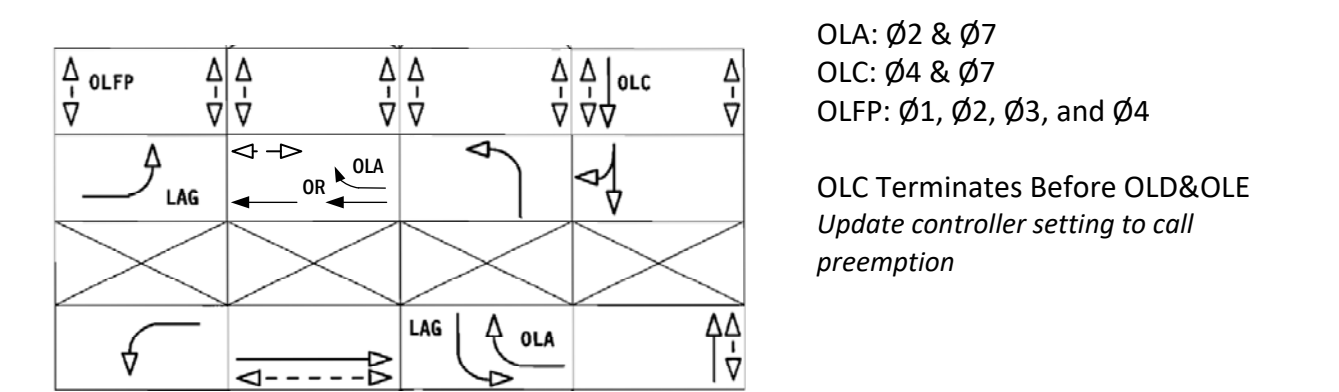 OLFP
OLC
LAG
OR
OLA
LAG
OLA
OLA: Ø2 & Ø7
OLC: Ø4 & Ø7
OLFP: Ø1, Ø2, Ø3, and Ø4
OLC Terminates Before OLD&OLE
Update controller setting to call
preemption